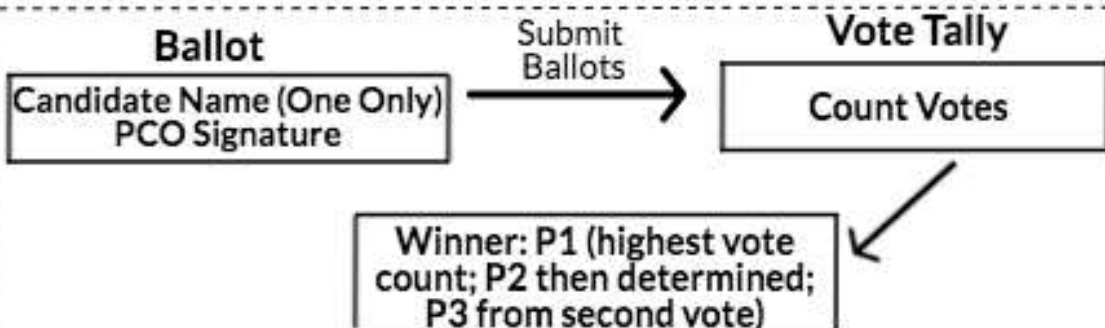 Ballot
Candidate Name (One Only)
PCO Signature
Submit
Ballots
Vote Tally
Count Votes
Winner: P1 (highest vote
count; P2 then determined;
P3 from second vote)